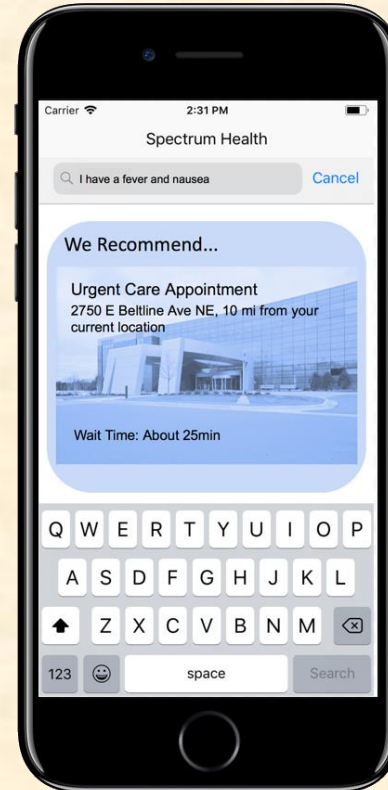 Carrier 2:31 PM
Spectrum Health
I have a fever and nausea Cancel
We Recommend...
Urgent Care Appointment
2750 E Beltline Ave NE, 10 mi from your
current location
Wait Time: About 25min
Q W E R T Y U I O P
A S D F G H J K L
Z X C V B N M
123 space Search